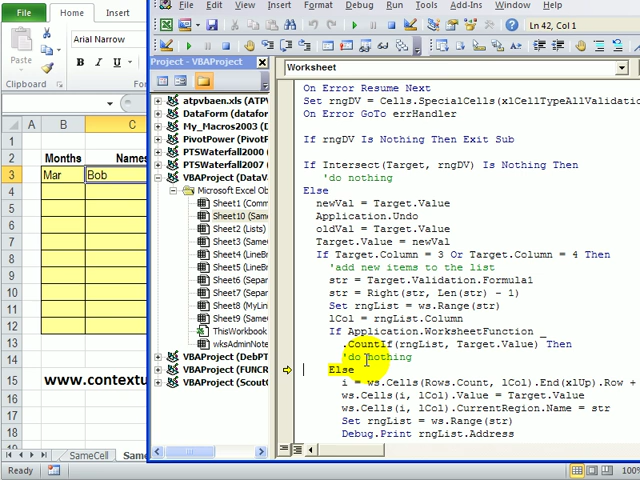 File Home Insert
File Edit View Insert Format Debug Run Tools Add-Ins Window
Ln 42, Col 1
Paste
Arial Narrow
B I U
Clipboard
Project - VBAProject
Worksheet
A B C
1
2 Months Names
3 Mar Bob
4
5
6
7
8
9
10
11
12
13
14
15 www.contextu
atpvbaen.xls (ATPV
DataForm (datafor
My_Macros2003 (
PivotPower (PivotP
PTSWaterfall2000
PTSWaterfall2007
VBAProject (DataV
Microsoft Excel Obj
Sheet1 (Comm
Sheet10 (Same
Sheet2 (Lists)
Sheet3 (SameC
Sheet4 (LineBr
Sheet5 (LineBr
Sheet6 (Separ
Sheet7 (Separ
Sheet8 (MyLin
Sheet9 (Same
ThisWorkbook
wksAdminNote
VBAProject (DebPT
VBAProject (FUNCR
VBAProject (ScoutC
On Error Resume Next
Set rngDV = Cells.SpecialCells(xlCellTypeAllValidatio
On Error GoTo errHandler
If rngDV Is Nothing Then Exit Sub
If Intersect(Target, rngDV) Is Nothing Then
'do nothing
Else
newVal = Target.Value
Application.Undo
oldVal = Target.Value
Target.Value = newVal
If Target.Column = 3 Or Target.Column = 4 Then
'add new items to the list
str = Target.Validation.Formula1
str = Right(str, Len(str) - 1)
Set rngList = ws.Range(str)
lCol = rngList.Column
If Application.WorksheetFunction _
.CountIf(rngList, Target.Value) Then
'do nothing
Else
i = ws.Cells(Rows.Count, lCol).End(xlUp).Row +
ws.Cells(i, lCol).Value = Target.Value
ws.Cells(i, lCol).CurrentRegion.Name = str
Set rngList = ws.Range(str)
Debug.Print rngList.Address
SameCell Same
Ready
100%